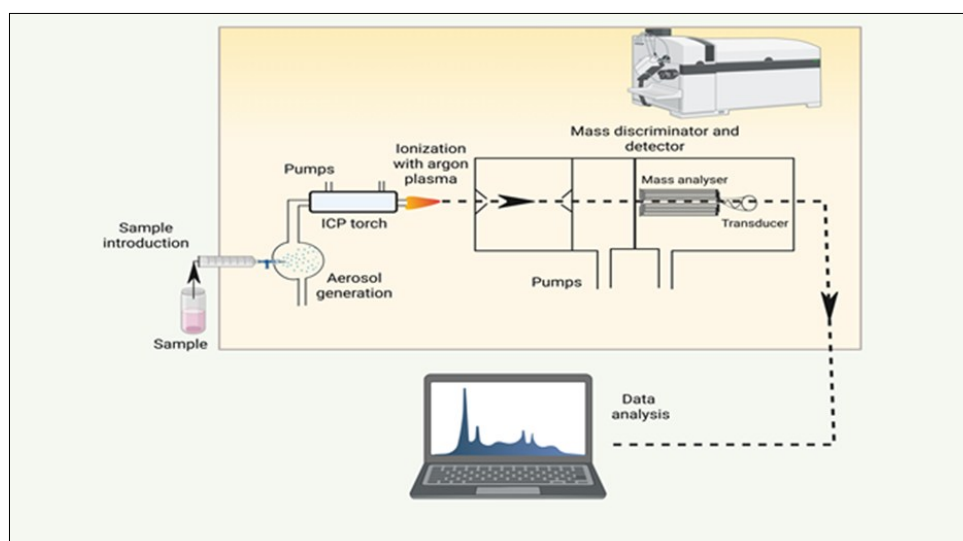 Mass discriminator and
detector
Ionization
with argon
plasma
Pumps
Mass analyser
ICP torch
Transducer
Sample
introduction
Aerosol
generation
Pumps
Sample
Data
analysis